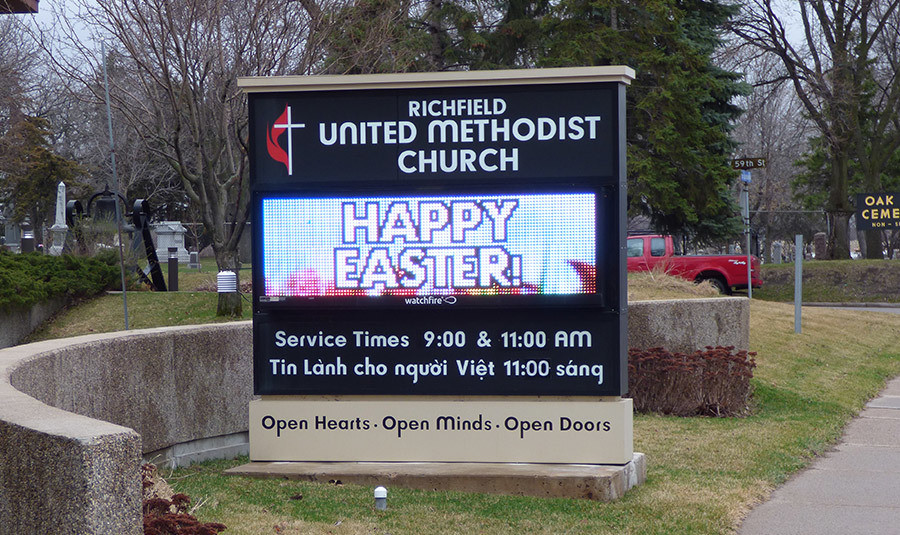 RICHFIELD
UNITED METHODIST
CHURCH
HAPPY
EASTER!
watchfire
Service Times 9:00 & 11:00 AM
Tin Lành cho người Việt 11:00 sáng
Open Hearts · Open Minds · Open Doors
59th St
OAK
CEME
NON -